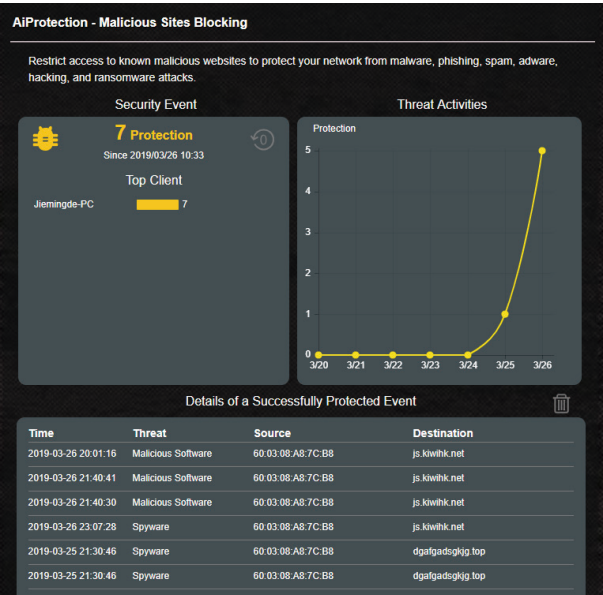 AiProtection - Malicious Sites Blocking
Restrict access to known malicious websites to protect your network from malware, phishing, spam, adware,
hacking, and ransomware attacks.
Security Event
7 Protection
0
Since 2019/03/26 10:33
Top Client
Jiemingde-PC 7
Threat Activities
Protection
5
4
3
2
1
0
3/20 3/21 3/22 3/23 3/24 3/25 3/26
Details of a Successfully Protected Event
Time Threat Source Destination
2019-03-26 20:01:16 Malicious Software 60:03:08:A8:7C:B8 js.kiwihk.net
2019-03-26 21:40:41 Malicious Software 60:03:08:A8:7C:B8 js.kiwihk.net
2019-03-26 21:40:30 Malicious Software 60:03:08:A8:7C:B8 js.kiwihk.net
2019-03-26 23:07:28 Spyware 60:03:08:A8:7C:B8 js.kiwihk.net
2019-03-25 21:30:46 Spyware 60:03:08:A8:7C:B8 dgafgadsgkjg.top
2019-03-25 21:30:46 Spyware 60:03:08:A8:7C:B8 dgafgadsgkjg.top